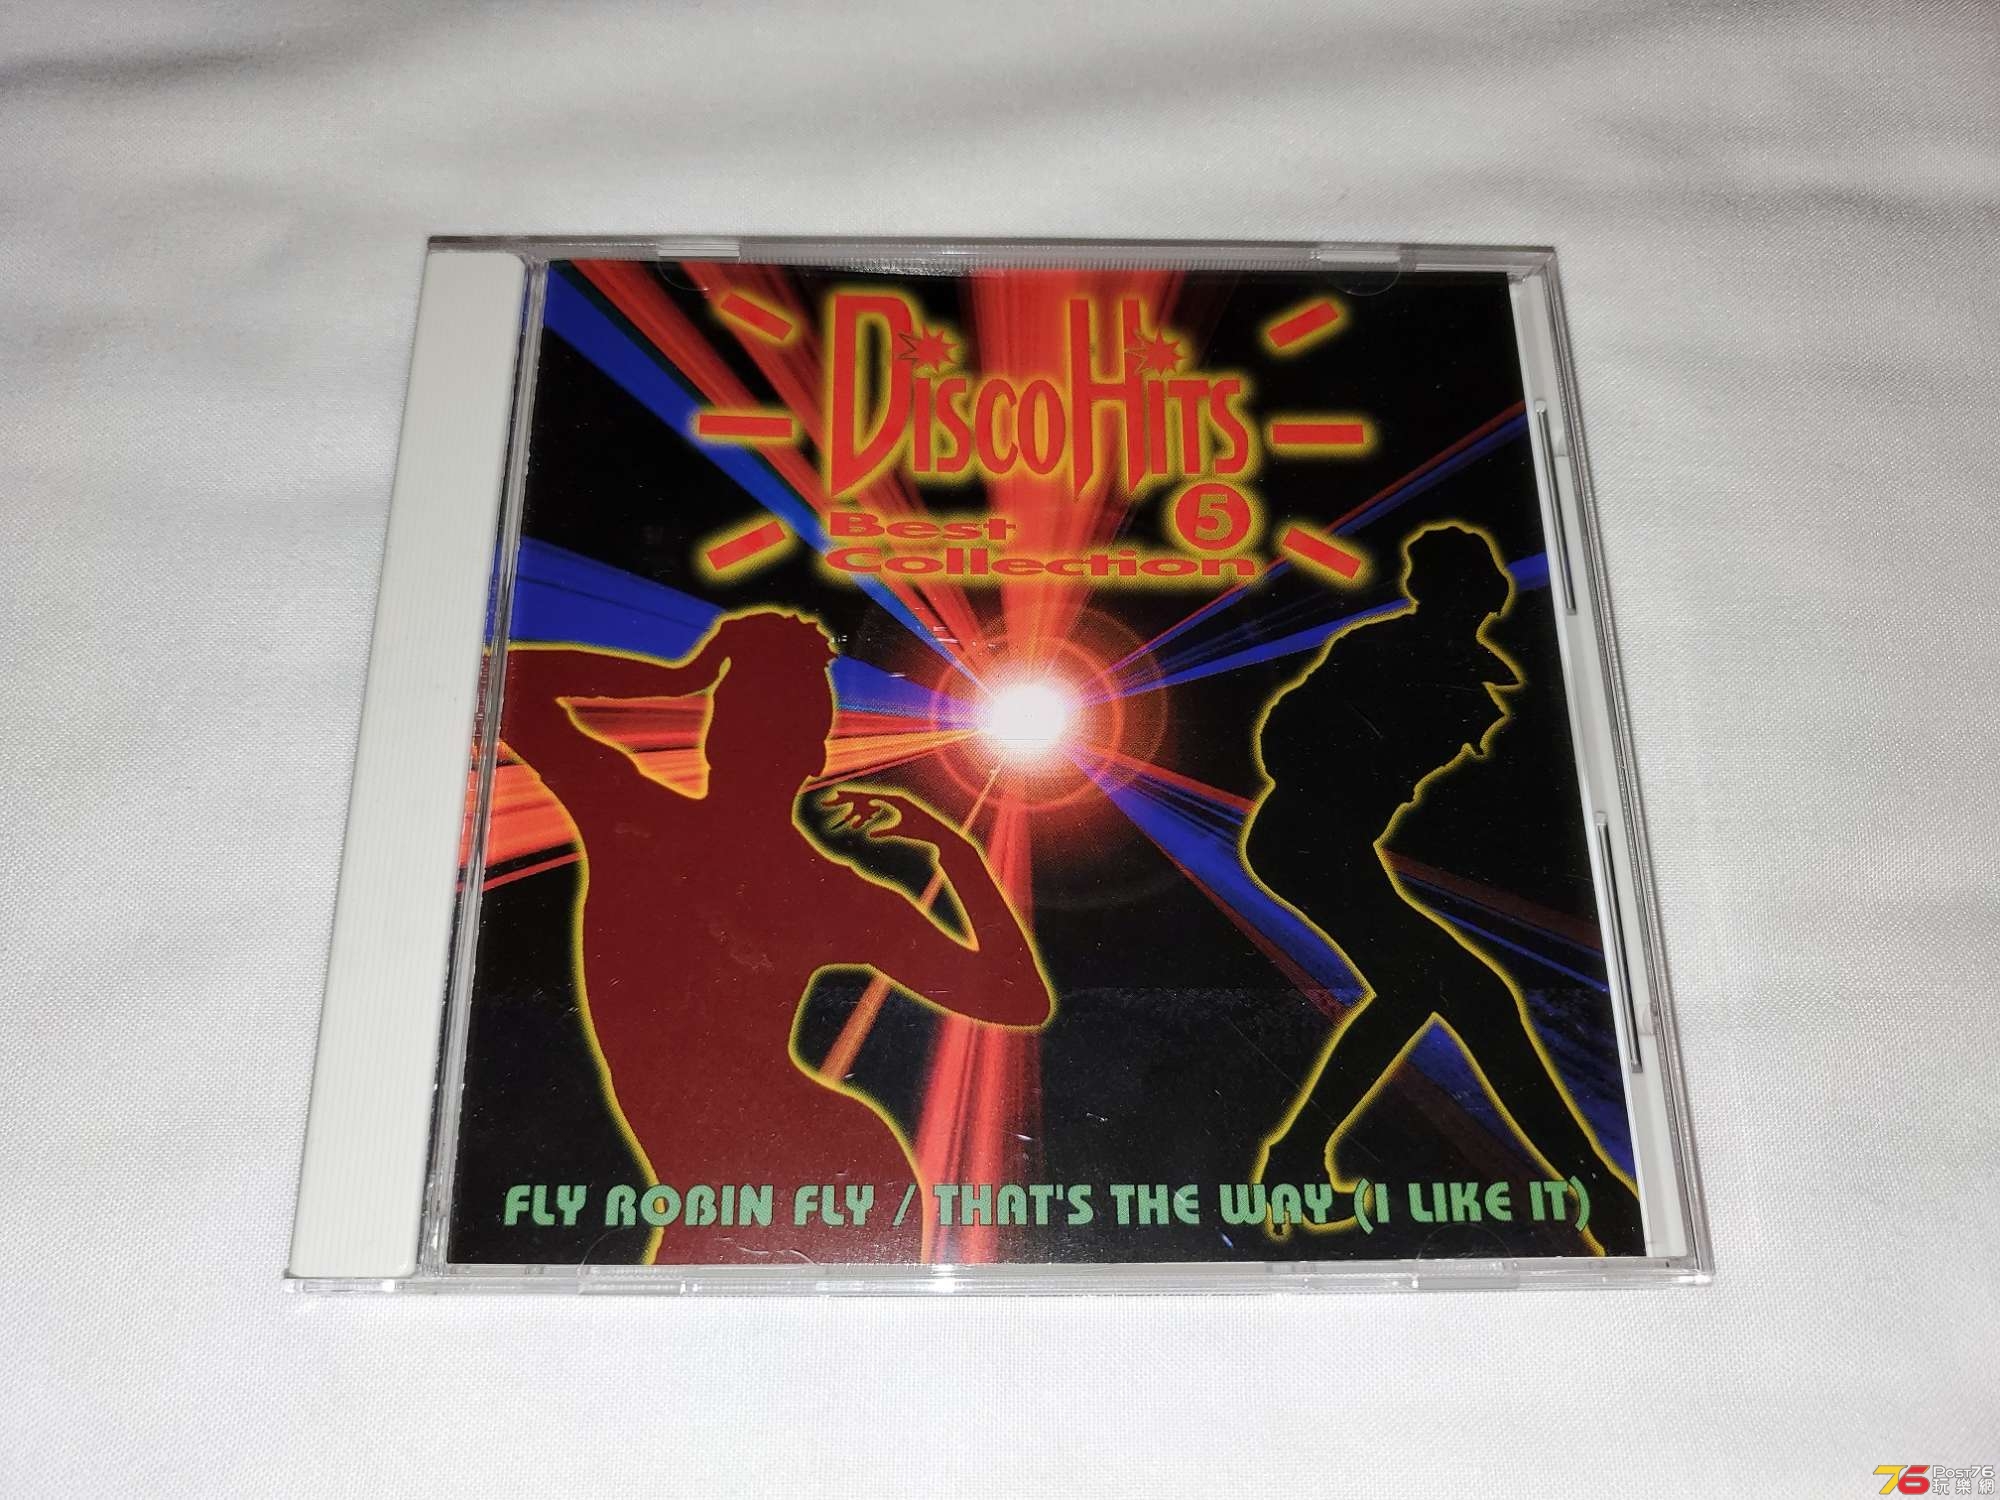 DiscoHits
Best 5
Collection
FLY ROBIN FLY / THAT'S THE WAY (I LIKE IT)
76 Post76
玩樂網